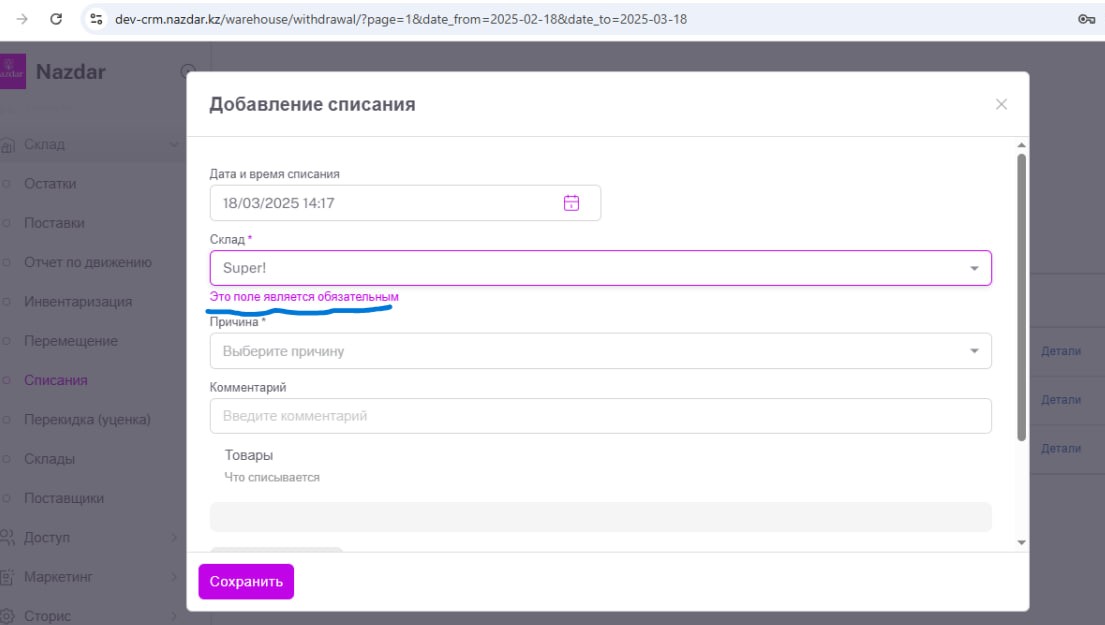 dev-crm.nazdar.kz/warehouse/withdrawal/?page=1&date_from=2025-02-18&date_to=2025-03-18
Nazdar
Склад
Остатки
Поставки
Отчет по движению
Инвентаризация
Перемещение
Списания
Перекидка (уценка)
Склады
Поставщики
Доступ
Маркетинг
Сторис
Добавление списания
Дата и время списания
18/03/2025 14:17
Склад *
Super!
Это поле является обязательным
Причина *
Выберите причину
Комментарий
Введите комментарий
Товары
Что списывается
Сохранить
Детали
Детали
Детали